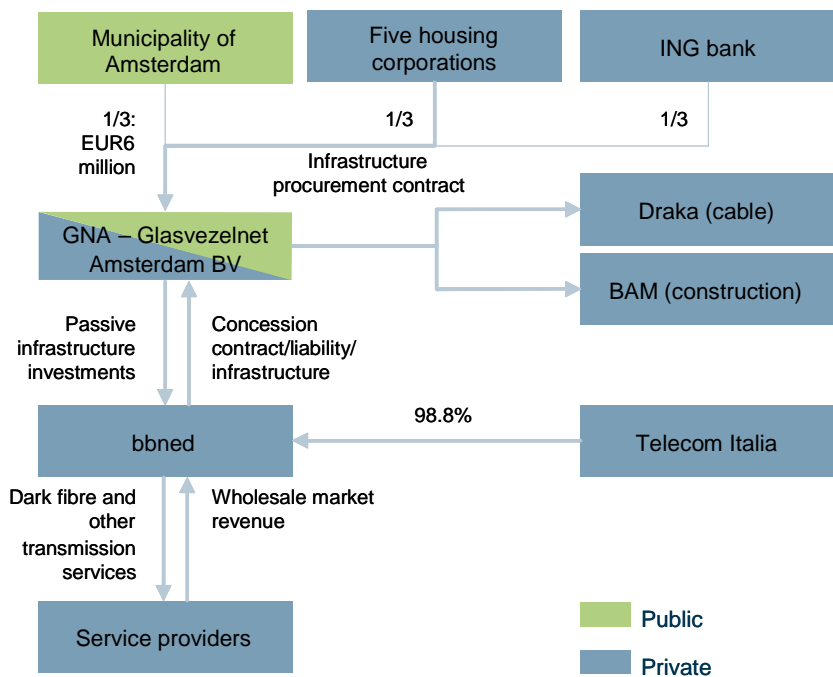 Municipality of
Amsterdam
Five housing
corporations
ING bank
1/3:
EUR6
million
1/3
1/3
Infrastructure
procurement contract
GNA – Glasvezelnet
Amsterdam BV
Draka (cable)
BAM (construction)
Passive
infrastructure
investments
Concession
contract/liability/
infrastructure
bbned
98.8%
Telecom Italia
Dark fibre and
other
transmission
services
Wholesale market
revenue
Service providers
Public
Private